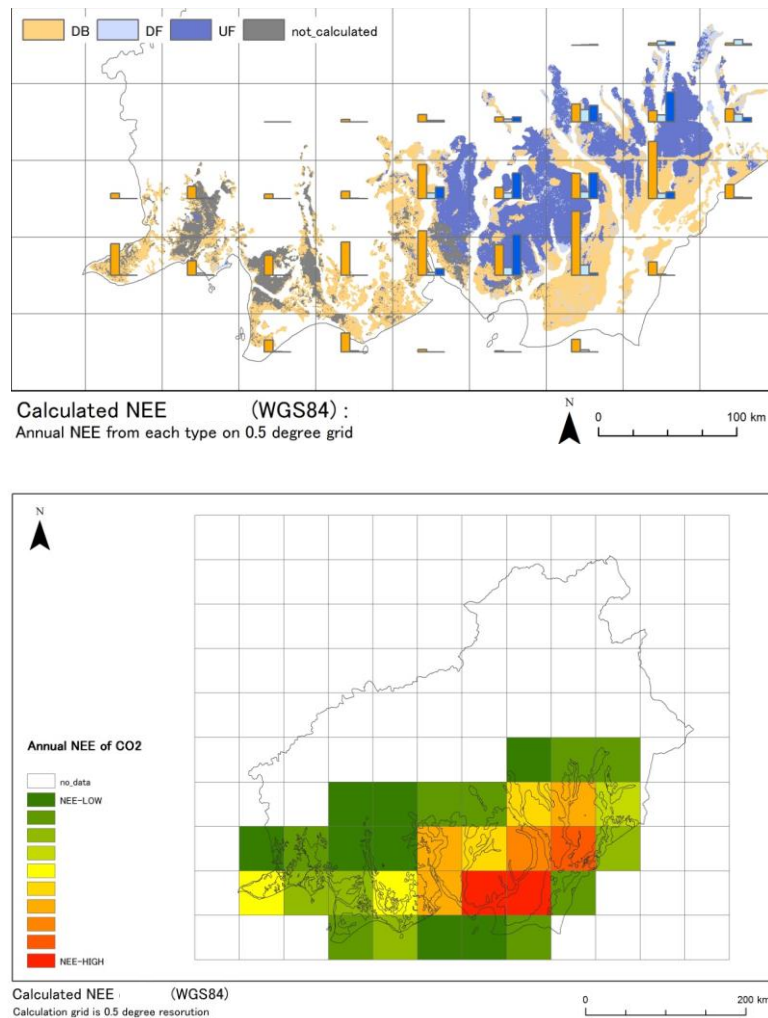 DB DF UF not_calculated
Calculated NEE (WGS84) :
Annual NEE from each type on 0.5 degree grid
N
0 100 km
N
Annual NEE of CO2
no_data
NEE-LOW
NEE-HIGH
Calculated NEE (WGS84)
Calculation grid is 0.5 degree resorution
0 200 km